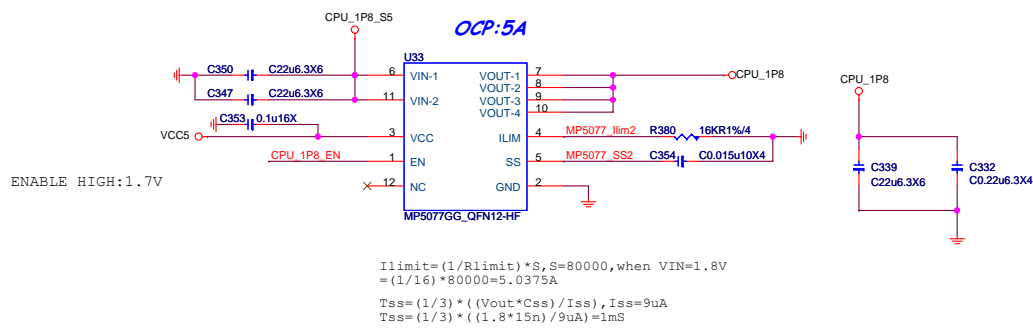 CPU_1P8_S5
OCP:5A
U33
C350 C22u6.3X6 6 VIN-1 VOUT-1 7 CPU_1P8
VOUT-2 8
C347 C22u6.3X6 11 VIN-2 VOUT-3 9
VOUT-4 10
C353 0.1u16X
VCC5 3 VCC ILIM 4 MP5077_Ilim2 R380 16KR1%/4
CPU_1P8_EN 1 EN SS 5 MP5077_SS2 C354 C0.015u10X4
ENABLE HIGH:1.7V
12 NC GND 2
MP5077GG_QFN12-HF
CPU_1P8
C339
C22u6.3X6
C332
C0.22u6.3X4
Ilimit=(1/Rlimit)*S,S=80000,when VIN=1.8V
=(1/16)*80000=5.0375A
Tss=(1/3)*((Vout*Css)/Iss),Iss=9uA
Tss=(1/3)*((1.8*15n)/9uA)=1mS